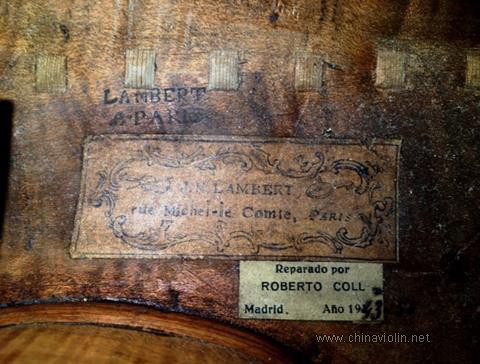 LAMBERT
A·PARIS
J. N. LAMBERT
rue Michel-le Comte, PARIS
Reparado por
ROBERTO COLL
Madrid. Año 19
www.chinaviolin.net